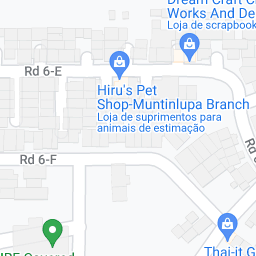 Dream Craft C
Works And De
Loja de scrapbook
Rd 6-E
Hiru's Pet
Shop-Muntinlupa Branch
Loja de suprimentos para
animais de estimação
Rd 6-F
Thai-it G
Covered